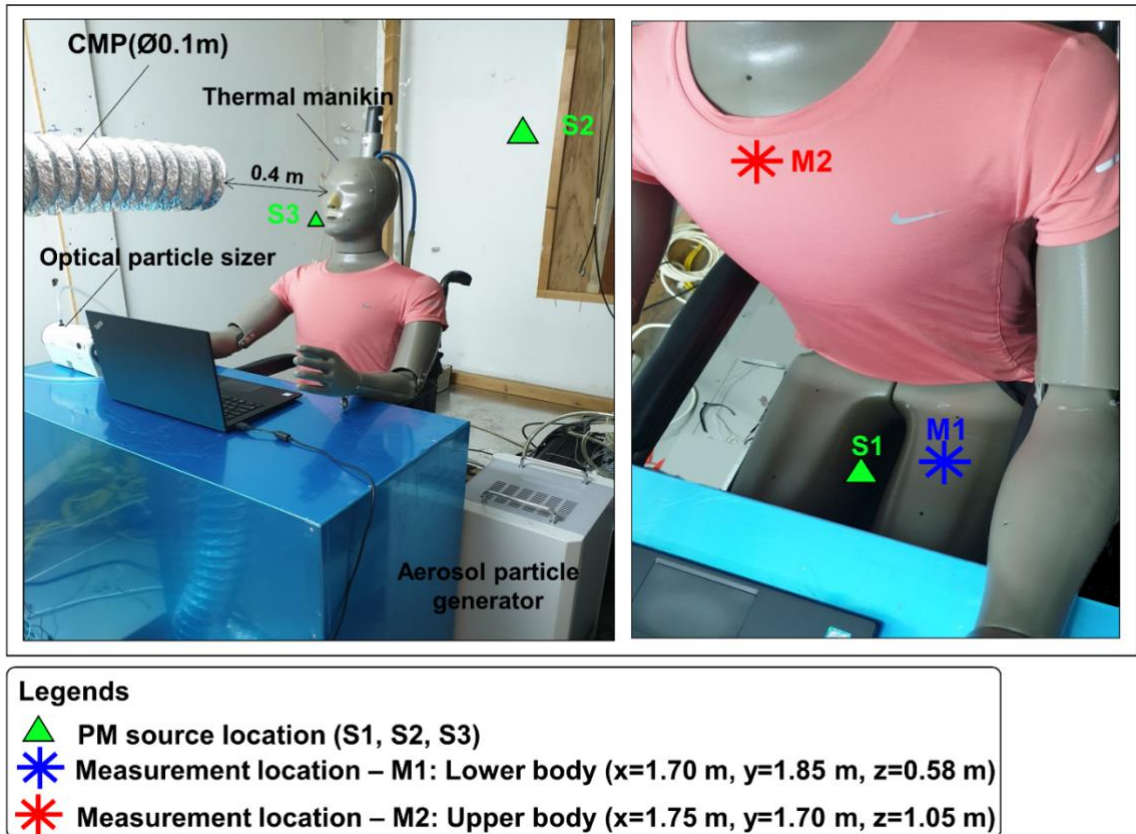 CMP(Ø0.1m)
Thermal manikin
S2
0.4 m
S3
Optical particle sizer
Aerosol particle
generator
M2
S1
M1
Legends
PM source location (S1, S2, S3)
Measurement location – M1: Lower body (x=1.70 m, y=1.85 m, z=0.58 m)
Measurement location – M2: Upper body (x=1.75 m, y=1.70 m, z=1.05 m)